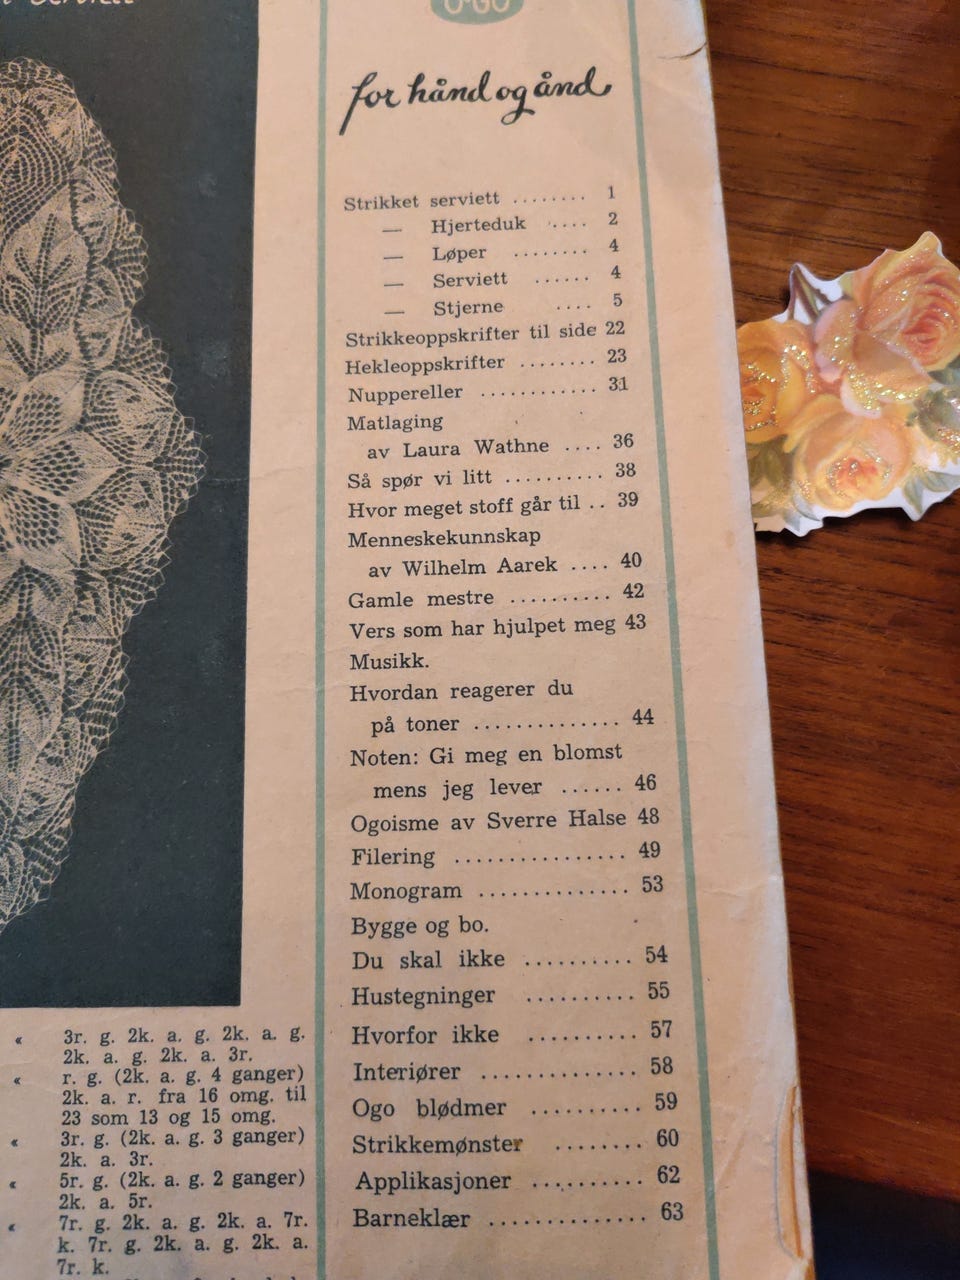 O-GO
for hånd og ånd
Strikket serviett ........ 1
— Hjerteduk .... 2
— Løper ........ 4
— Serviett ...... 4
— Stjerne .... 5
Strikkeoppskrifter til side 22
Hekleoppskrifter ........ 23
Nuppereller ............ 31
Matlaging
av Laura Wathne .... 36
Så spør vi litt .......... 38
Hvor meget stoff går til .. 39
Menneskekunnskap
av Wilhelm Aarek .... 40
Gamle mestre .......... 42
Vers som har hjulpet meg 43
Musikk.
Hvordan reagerer du
på toner .............. 44
Noten: Gi meg en blomst
mens jeg lever ...... 46
Ogoisme av Sverre Halse 48
Filering ................ 49
Monogram .............. 53
Bygge og bo.
Du skal ikke .......... 54
Hustegninger .......... 55
Hvorfor ikke .......... 57
Interiører .............. 58
Ogo blødmer .......... 59
Strikkemønster ........ 60
Applikasjoner .......... 62
Barneklær ............ 63
« 3r. g. 2k. a. g. 2k. a. g.
2k. a. g. 2k. a. 3r.
« r. g. (2k. a. g. 4 ganger)
2k. a. r. fra 16 omg. til
23 som 13 og 15 omg.
« 3r. g. (2k. a. g. 3 ganger)
2k. a. 3r.
« 5r. g. (2k. a. g. 2 ganger)
2k. a. 5r.
« 7r. g. 2k. a. g. 2k. a. 7r.
k. 7r. g. 2k. a. g. 2k. a.
7r. k.